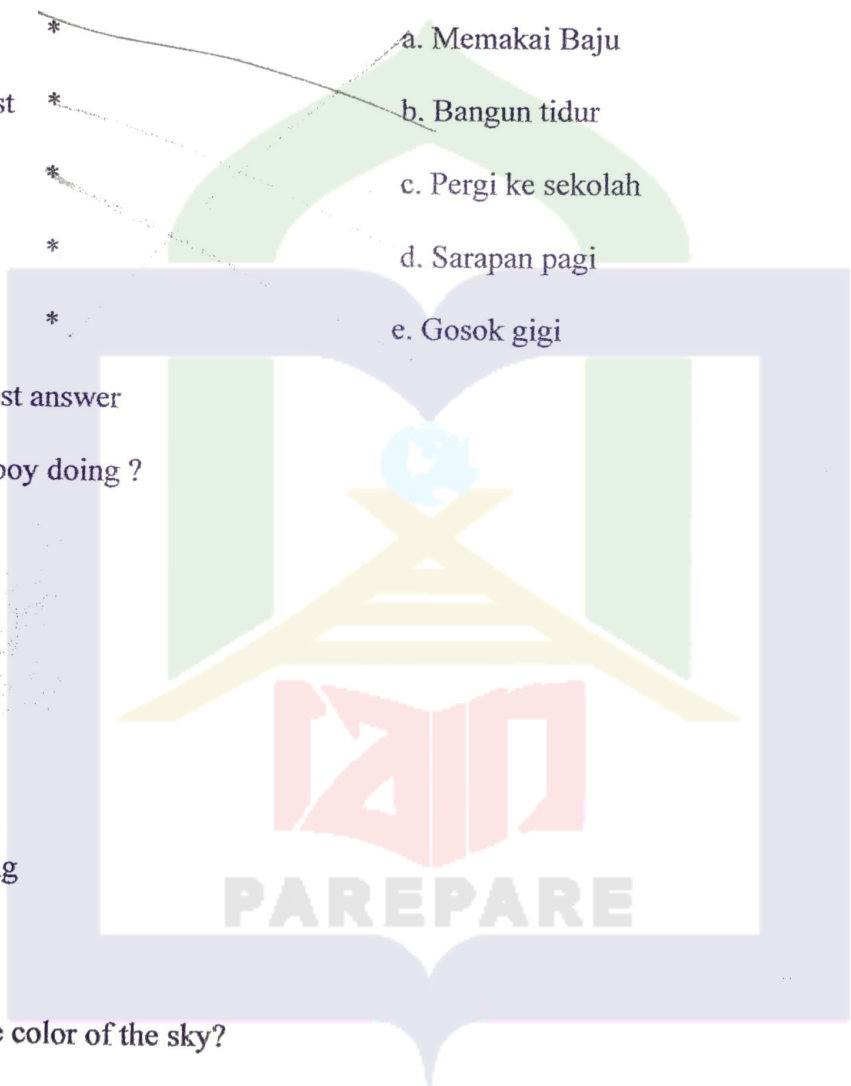 * a. Memakai Baju
st * b. Bangun tidur
* c. Pergi ke sekolah
* d. Sarapan pagi
* e. Gosok gigi
st answer
boy doing ?
g
iain
PAREPARE
e color of the sky?